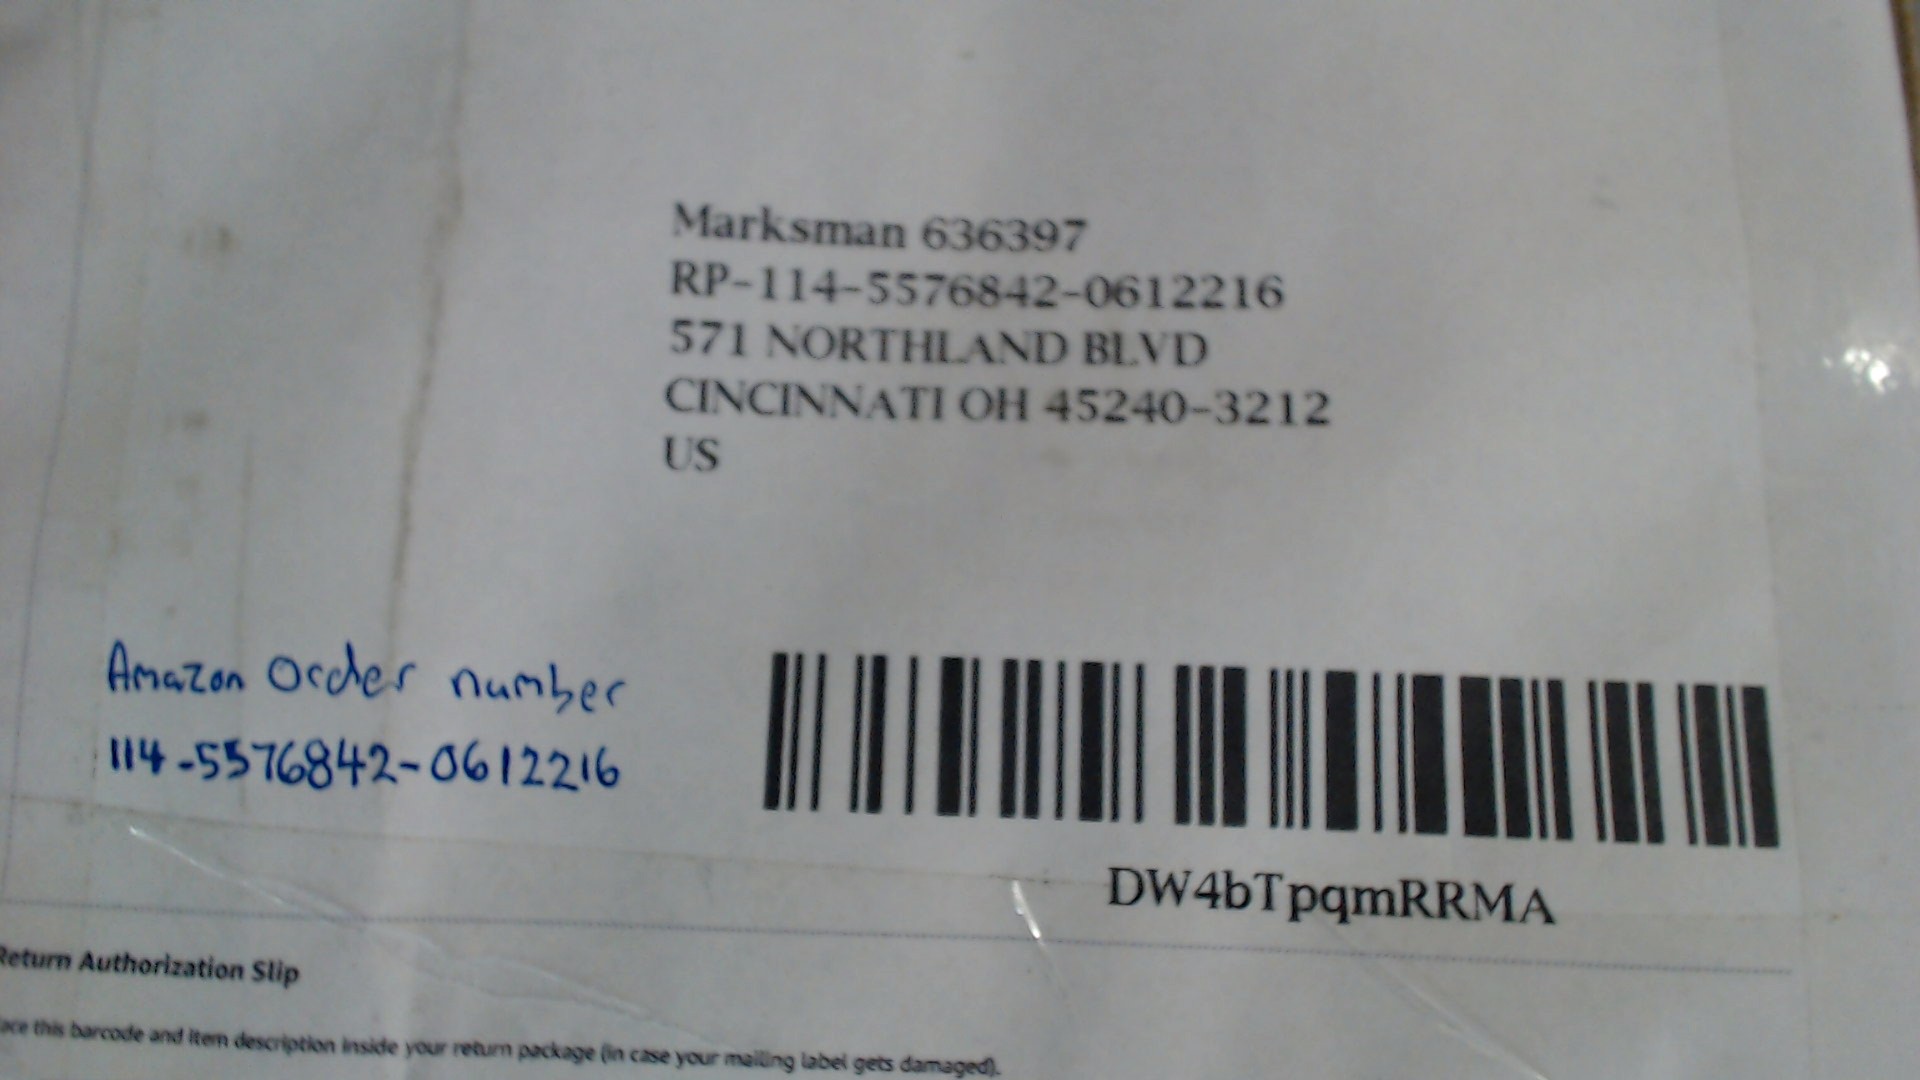 Marksman 636397
RP-114-5576842-0612216
571 NORTHLAND BLVD
CINCINNATI OH 45240-3212
US
Amazon Order number
114-5576842-0612216
DW4bTpqmRRMA
Return Authorization Slip
this barcode and item description inside your return package (in case your mailing label gets damaged).